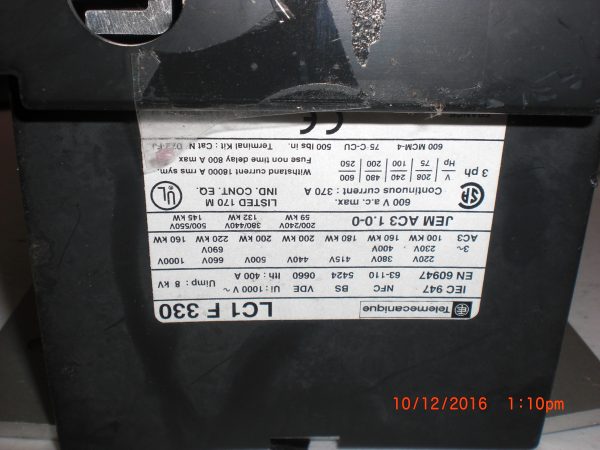 Telemecanique LC1 F 330
IEC 947 NFC VDE BS Ui : 1000 V~ Uimp : 8 kV
EN 60947 63-110 0660 5424 Ith : 400 A
220V 380V 415V 440V 500V 660V 1000V
3~ 230V 400V 690V
AC3 100 kW 160 kW 180 kW 200 kW 200 kW 220 kW 160 kW
JEM AC3 1.0-0 200/240V 380/440V 500/550V
59 kW 132 kW 145 kW
SA 600 V a.c. max. UL LISTED 170 M
Continuous current : 370 A IND. CONT. EQ.
3 ph V 208 240 480 600
Hp 75 100 200 250
Withstand current 18000 A rms sym.
Fuse non time delay 800 A max
600 MCM-4 75-C-CU 500 lbs in. Terminal Kit : Cat N
CE
10/12/2016 1:10pm